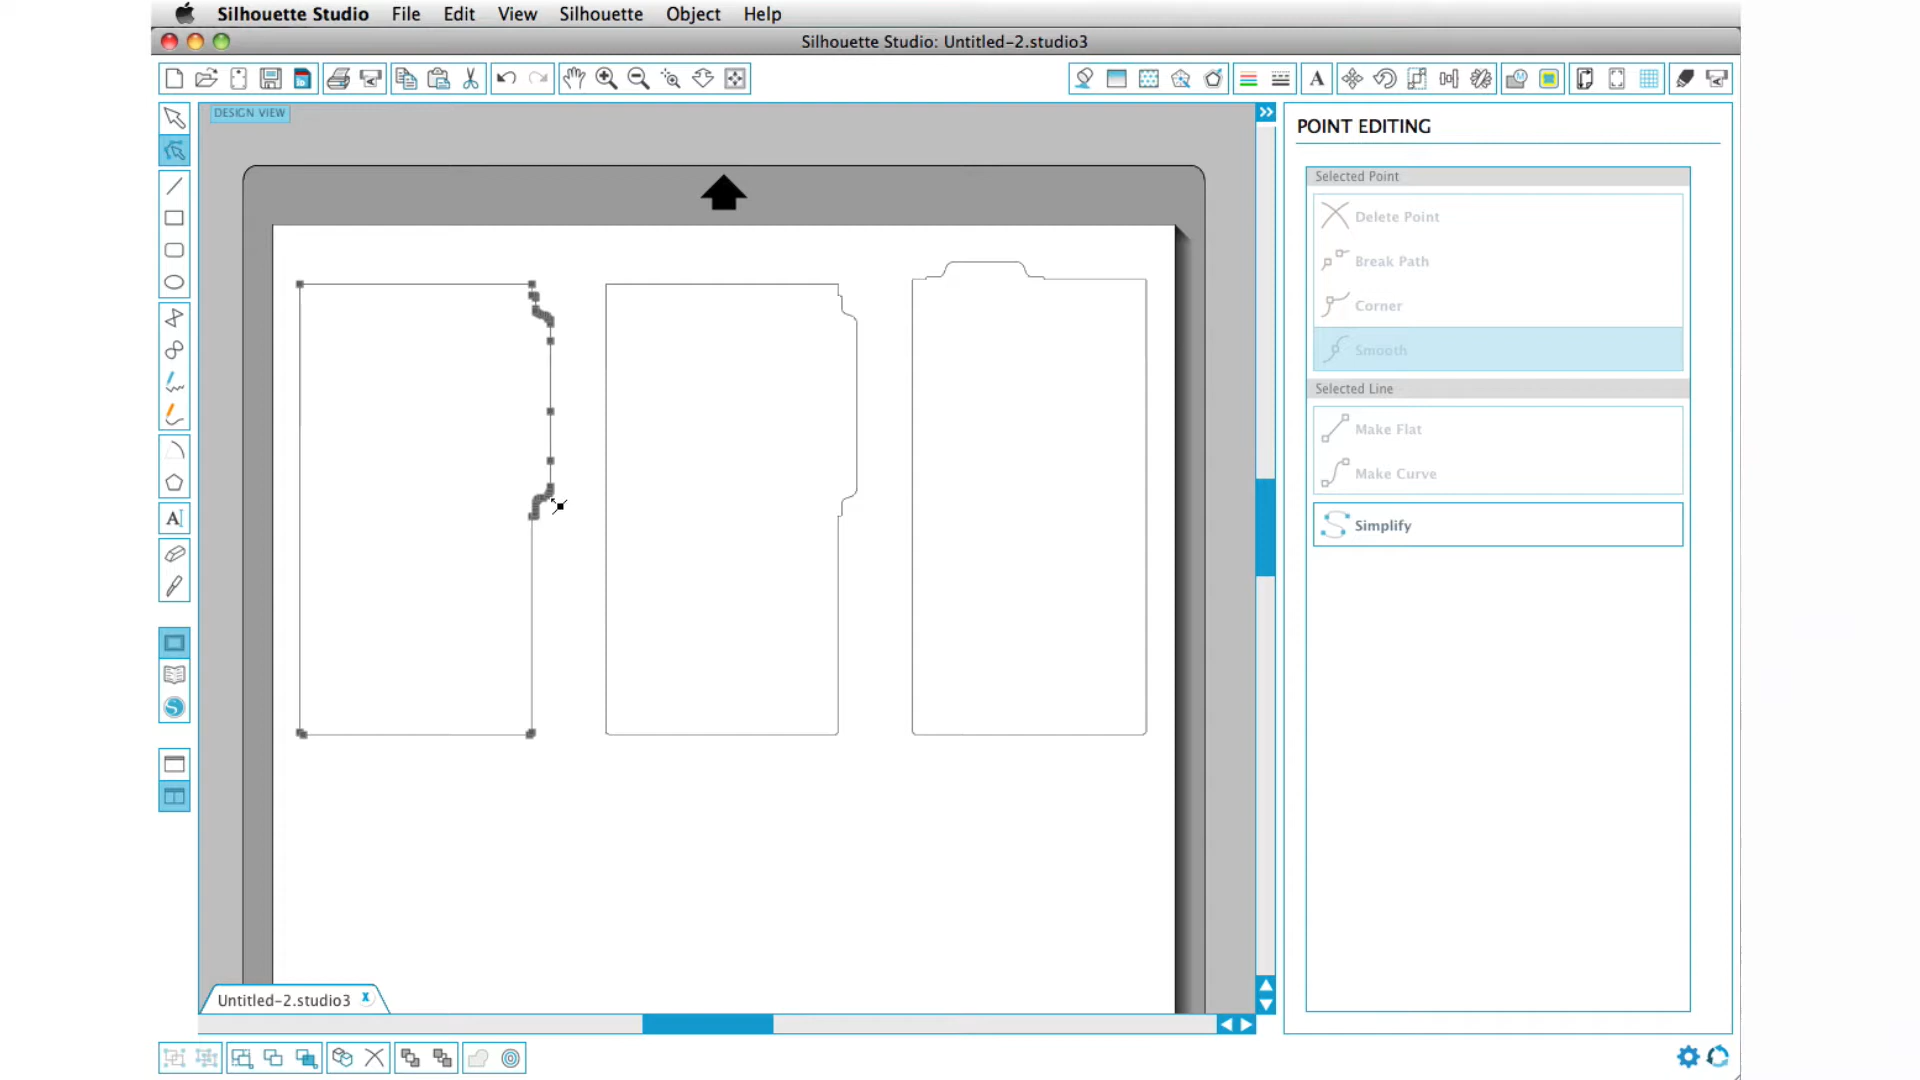 Silhouette Studio File Edit View Silhouette Object Help
Silhouette Studio: Untitled-2.studio3
DESIGN VIEW
POINT EDITING
Selected Point
Delete Point
Break Path
Corner
Smooth
Selected Line
Make Flat
Make Curve
Simplify
Untitled-2.studio3 x